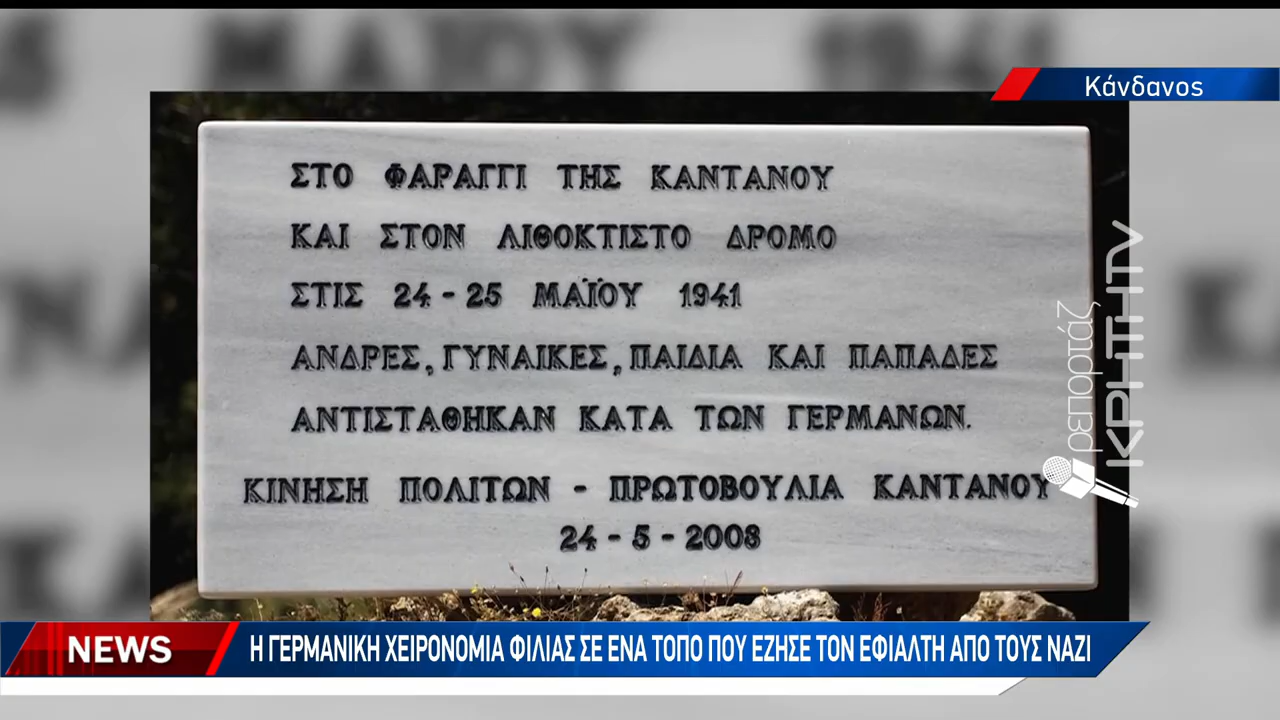 Κάνδανος
ΣΤΟ ΦΑΡΑΓΓΙ ΤΗΣ ΚΑΝΤΑΝΟΥ
ΚΑΙ ΣΤΟΝ ΛΙΘΟΚΤΙΣΤΟ ΔΡΟΜΟ
ΣΤΙΣ 24 - 25 ΜΑΪΟΥ 1941
ΑΝΔΡΕΣ, ΓΥΝΑΙΚΕΣ, ΠΑΙΔΙΑ ΚΑΙ ΠΑΠΑΔΕΣ
ΑΝΤΙΣΤΑΘΗΚΑΝ ΚΑΤΑ ΤΩΝ ΓΕΡΜΑΝΩΝ.
ΚΙΝΗΣΗ ΠΟΛΙΤΩΝ - ΠΡΩΤΟΒΟΥΛΙΑ ΚΑΝΤΑΝΟΥ
24 - 5 - 2008
ρεπορτάζ
ΚΡΗΤΗTV
NEWS
Η ΓΕΡΜΑΝΙΚΗ ΧΕΙΡΟΝΟΜΙΑ ΦΙΛΙΑΣ ΣΕ ΕΝΑ ΤΟΠΟ ΠΟΥ ΕΖΗΣΕ ΤΟΝ ΕΦΙΑΛΤΗ ΑΠΟ ΤΟΥΣ ΝΑΖΙ